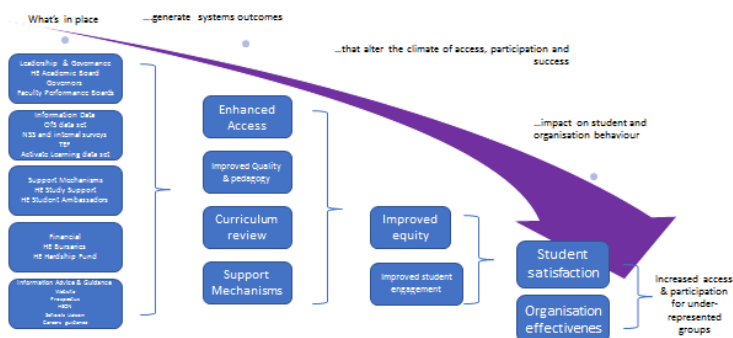 What's in place
....generate systems outcomes
...that alter the climate of access, participation and
success
...impact on student and
organisation behaviour
Leadership & Governance
HE Academic Board
Governors
Faculty Performance Boards
Information Data
OfS data set
NSS and internal surveys
TEF
Activate Learning data set
Support Mechanisms
HE Study Support
HE Student Ambassadors
Financial
HE Bursaries
HE Hardship Fund
Information Advice & Guidance
Website
Prospectus
Schools Liaison
Careers guidance
Enhanced
Access
Improved Quality
& pedagogy
Curriculum
review
Support
Mechanisms
Improved
equity
Improved student
engagement
Student
satisfaction
Organisation
effectivenes
Increased access
& participation
for under-
represented
groups